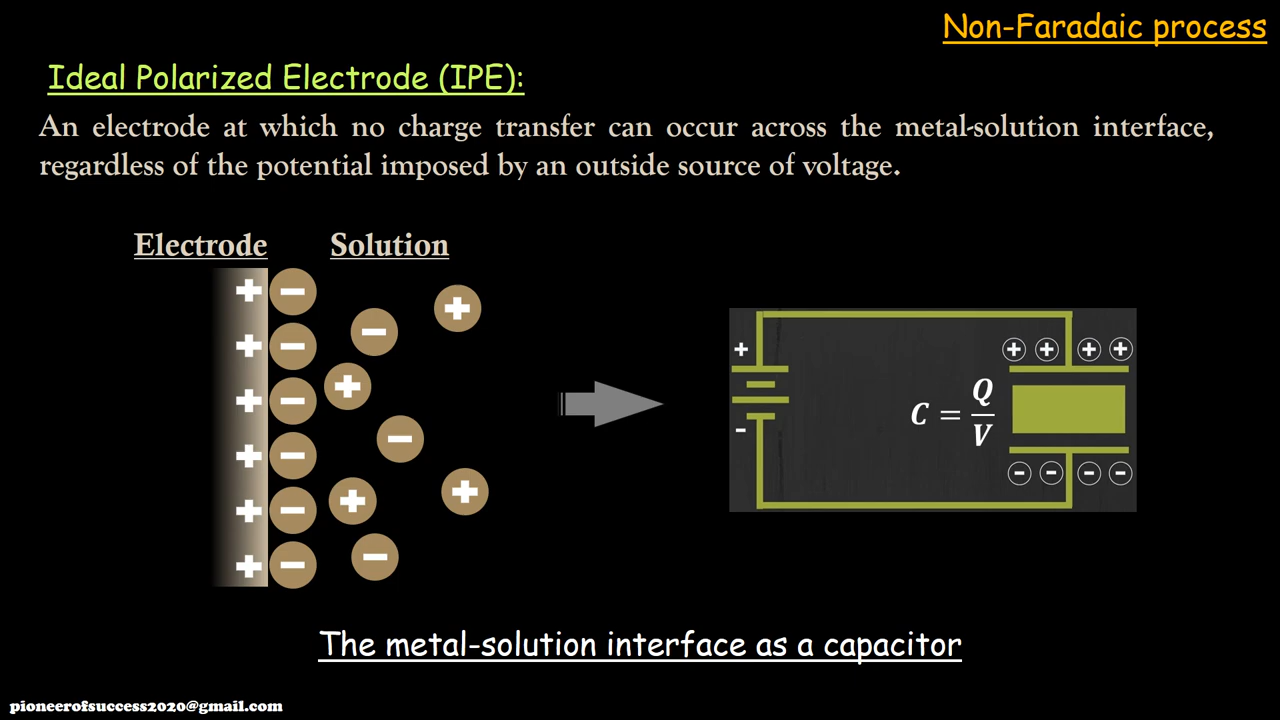 Non-Faradaic process
Ideal Polarized Electrode (IPE):
An electrode at which no charge transfer can occur across the metal-solution interface,
regardless of the potential imposed by an outside source of voltage.
Electrode Solution
+ − + − + − + − + − + −
− + + − + + −
+ -
+ + + +
C = Q/V
- - - -
The metal-solution interface as a capacitor
pioneerofsuccess2020@gmail.com